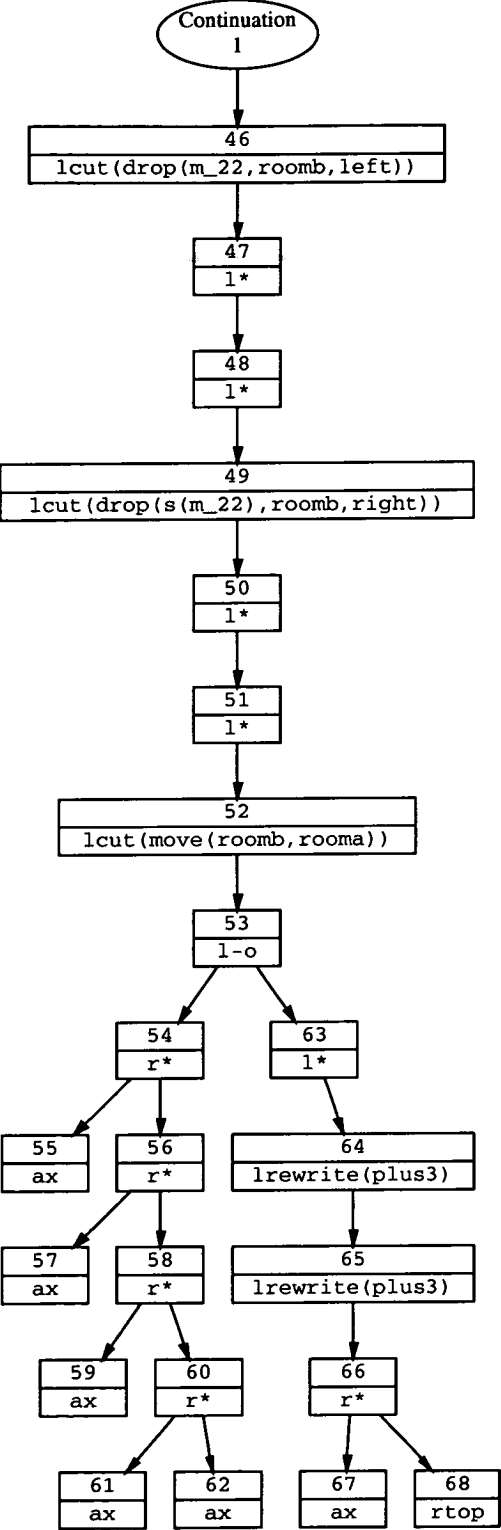 Continuation
1
46
lcut(drop(m_22,roomb,left))
47
l*
48
l*
49
lcut(drop(s(m_22),roomb,right))
50
l*
51
l*
52
lcut(move(roomb,rooma))
53
l-o
54
r*
63
l*
55
ax
56
r*
64
lrewrite(plus3)
57
ax
58
r*
65
lrewrite(plus3)
59
ax
60
r*
66
r*
61
ax
62
ax
67
ax
68
rtop